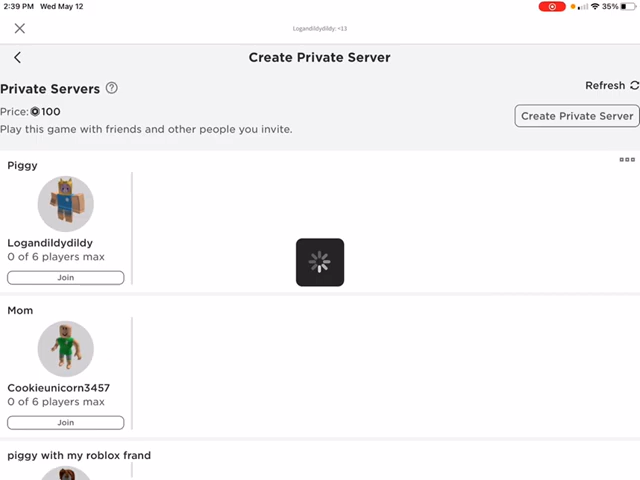 2:39 PM Wed May 12 35%
Logandildydildy: +13
Create Private Server
Private Servers ?
Refresh
Price: 100
Create Private Server
Play this game with friends and other people you invite.
Piggy
Logandildydildy
0 of 6 players max
Join
Mom
Cookieunicorn3457
0 of 6 players max
Join
piggy with my roblox frand